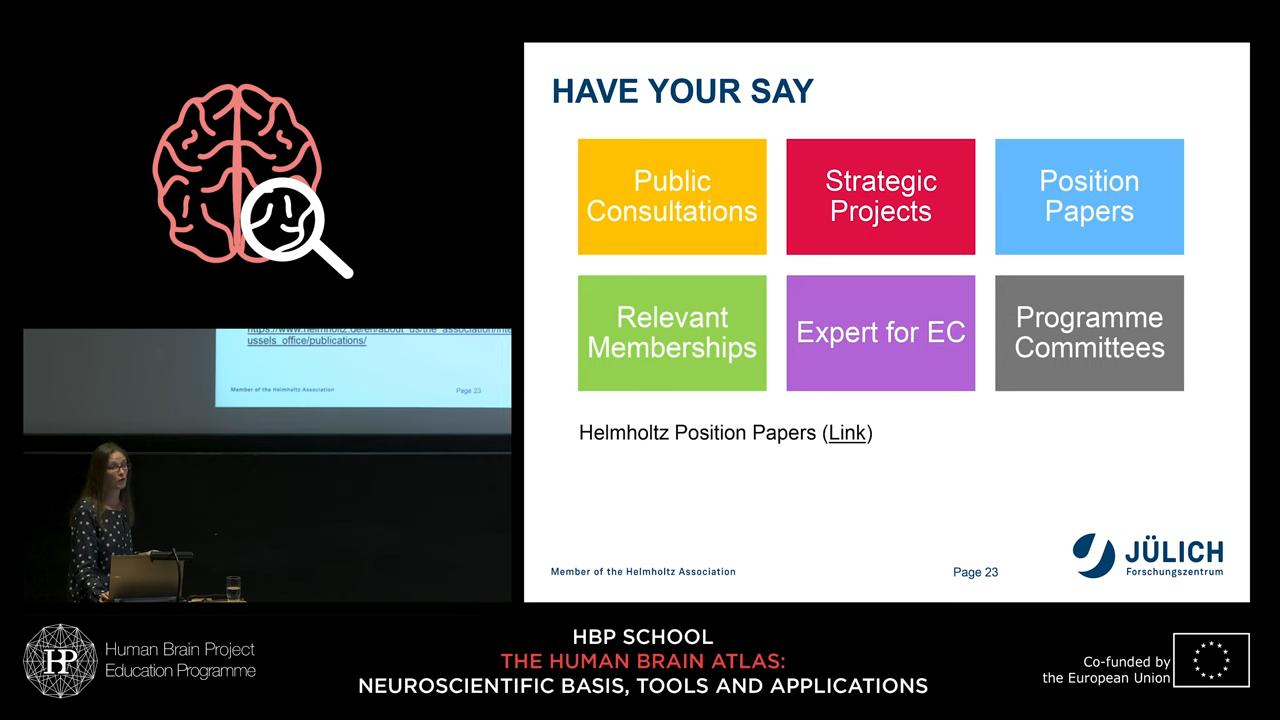 HAVE YOUR SAY
Public
Consultations
Strategic
Projects
Position
Papers
Relevant
Memberships
Expert for EC
Programme
Committees
Helmholtz Position Papers (Link)
Member of the Helmholtz Association
Page 23
JÜLICH
Forschungszentrum
ussels_office/publications/
Member of the Helmholtz Association
Page 23
HP
Human Brain Project
Education Programme
HBP SCHOOL
THE HUMAN BRAIN ATLAS:
NEUROSCIENTIFIC BASIS, TOOLS AND APPLICATIONS
Co-funded by
the European Union